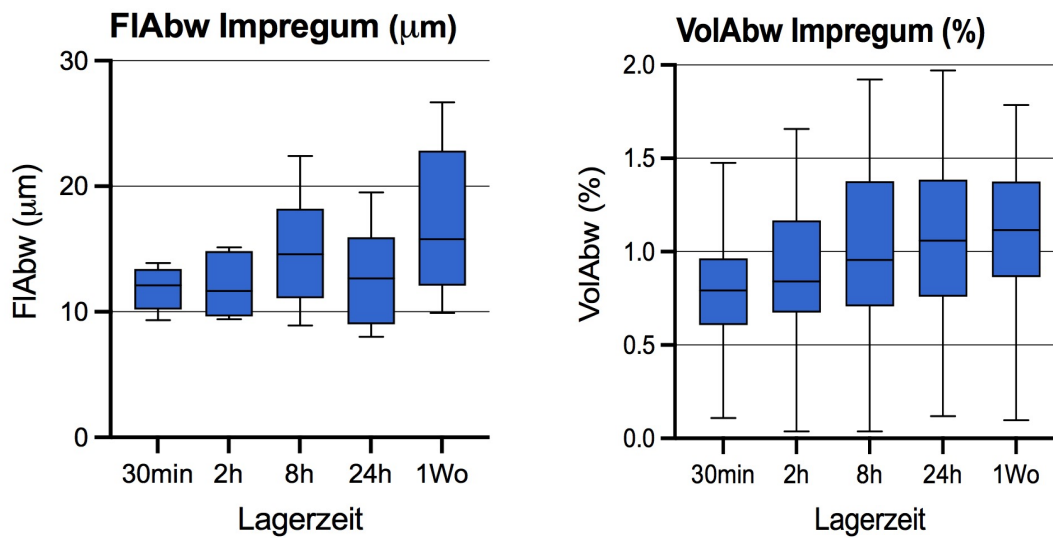 FlAbw Impregum (μm)
30
20
10
0
FlAbw (μm)
30min 2h 8h 24h 1Wo
Lagerzeit
VolAbw Impregum (%)
2.0
1.5
1.0
0.5
0.0
VolAbw (%)
30min 2h 8h 24h 1Wo
Lagerzeit